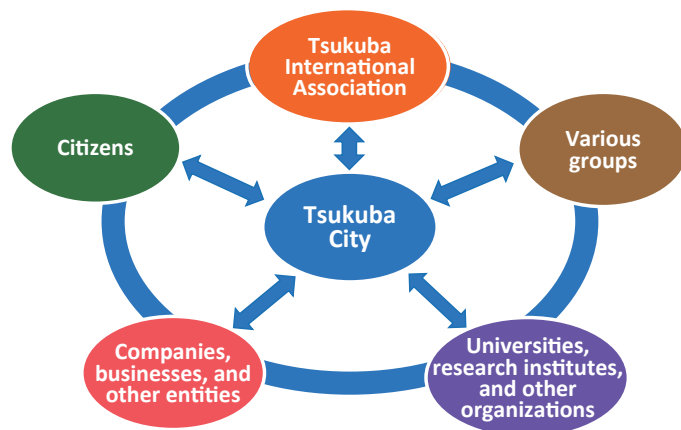 Tsukuba
International
Association
Citizens
Various
groups
Tsukuba
City
Companies,
businesses, and
other entities
Universities,
research institutes,
and other
organizations